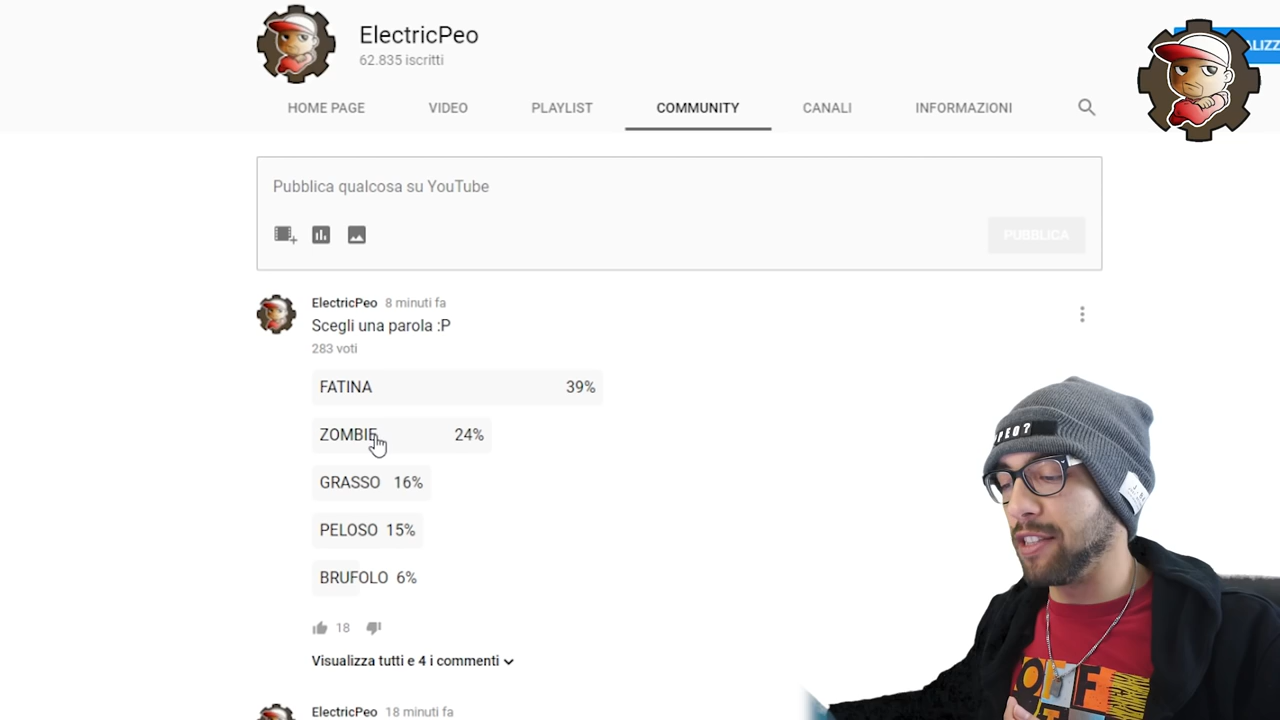 ElectricPeo
62.835 iscritti
ALIZZ
HOME PAGE VIDEO PLAYLIST COMMUNITY CANALI INFORMAZIONI
Pubblica qualcosa su YouTube
PUBBLICA
ElectricPeo 8 minuti fa
Scegli una parola :P
283 voti
FATINA 39%
ZOMBIE 24%
GRASSO 16%
PELOSO 15%
BRUFOLO 6%
18
Visualizza tutti e 4 i commenti
ElectricPeo 18 minuti fa
PEO?